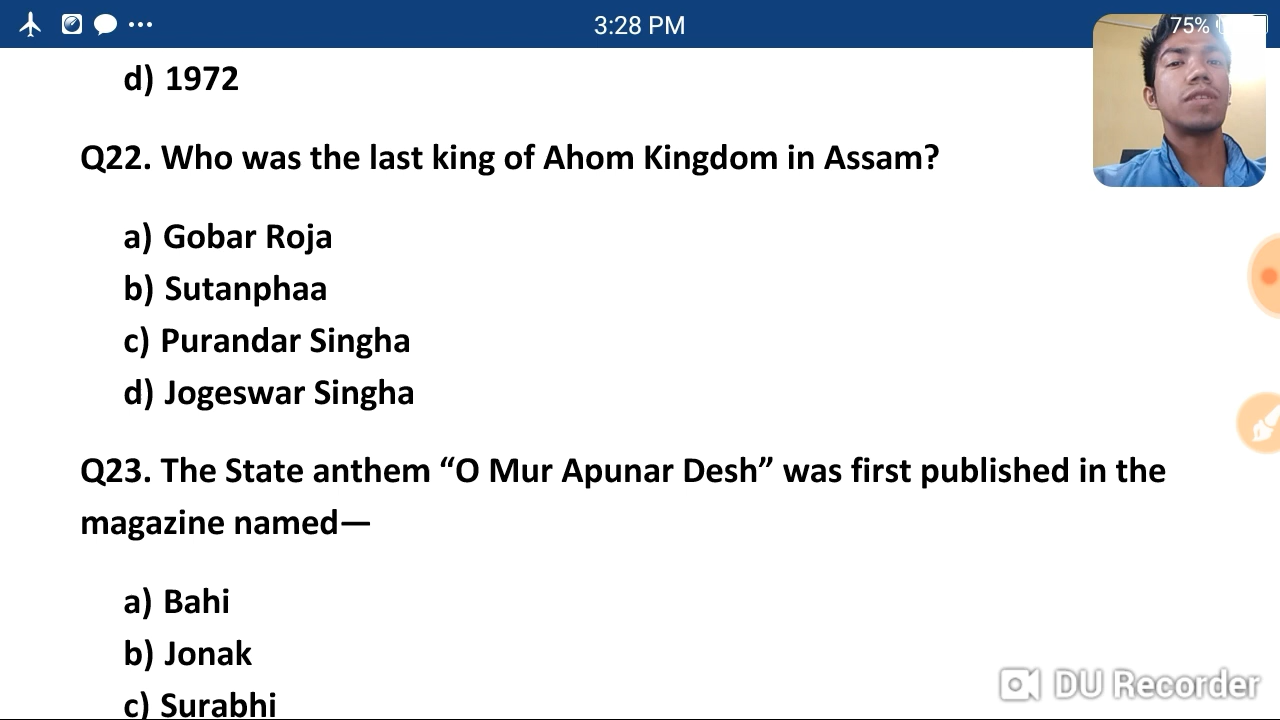 3:28 PM
75%
d) 1972
Q22. Who was the last king of Ahom Kingdom in Assam?
a) Gobar Roja
b) Sutanphaa
c) Purandar Singha
d) Jogeswar Singha
Q23. The State anthem “O Mur Apunar Desh” was first published in the
magazine named—
a) Bahi
b) Jonak
c) Surabhi
DU Recorder